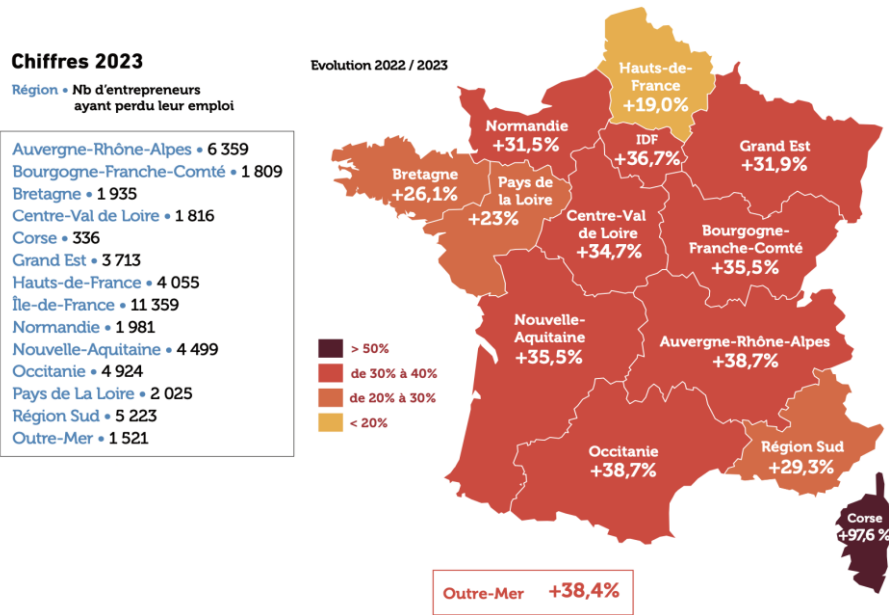 Chiffres 2023
Région • Nb d'entrepreneurs
ayant perdu leur emploi
Auvergne-Rhône-Alpes • 6 359
Bourgogne-Franche-Comté • 1 809
Bretagne • 1 935
Centre-Val de Loire • 1 816
Corse • 336
Grand Est • 3 713
Hauts-de-France • 4 055
Île-de-France • 11 359
Normandie • 1 981
Nouvelle-Aquitaine • 4 499
Occitanie • 4 924
Pays de La Loire • 2 025
Région Sud • 5 223
Outre-Mer • 1 521
Evolution 2022 / 2023
Hauts-de-
France
+19,0%
Normandie
+31,5%
IDF
+36,7%
Grand Est
+31,9%
Bretagne
+26,1%
Pays de
la Loire
+23%
Centre-Val
de Loire
+34,7%
Bourgogne-
Franche-Comté
+35,5%
Nouvelle-
Aquitaine
+35,5%
Auvergne-Rhône-Alpes
+38,7%
> 50%
de 30% à 40%
de 20% à 30%
< 20%
Occitanie
+38,7%
Région Sud
+29,3%
Corse
+97,6 %
Outre-Mer +38,4%